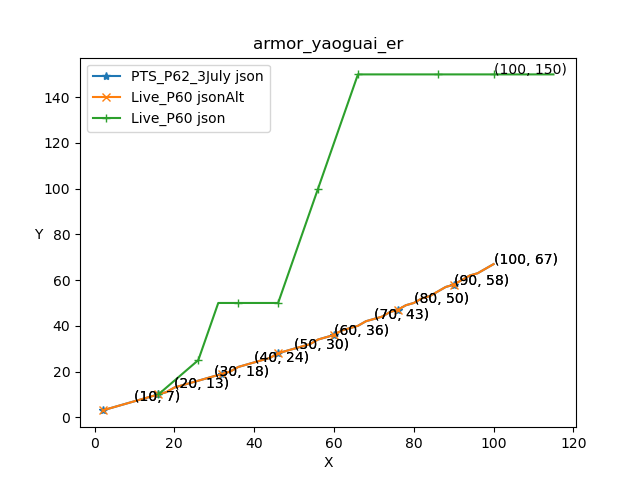 armor_yaoguai_er
PTS_P62_3July json
Live_P60 jsonAlt
Live_P60 json
(100, 150)
(100, 67)
(90, 58)
(80, 50)
(70, 43)
(60, 36)
(50, 30)
(40, 24)
(30, 18)
(20, 13)
(10, 7)
140
120
100
80
60
40
20
0
Y
0 20 40 60 80 100 120
X